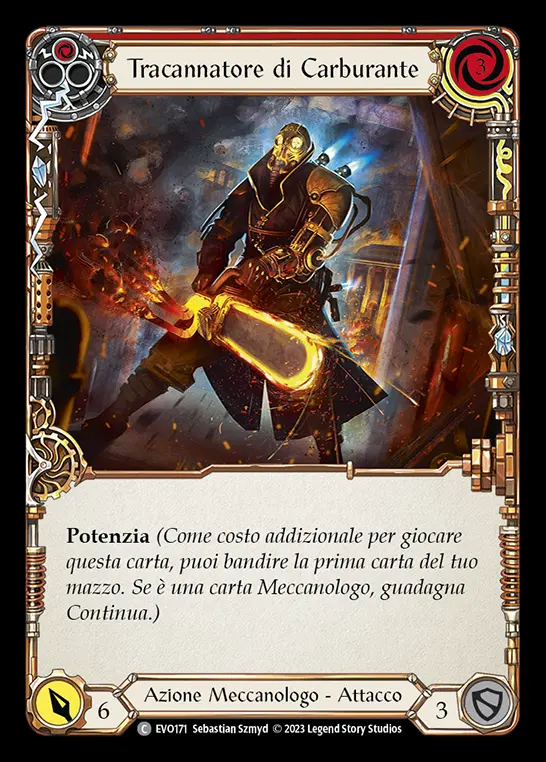 Tracannatore di Carburante
3
Potenzia (Come costo addizionale per giocare
questa carta, puoi bandire la prima carta del tuo
mazzo. Se è una carta Meccanologo, guadagna
Continua.)
6
Azione Meccanologo - Attacco
3
C EVO171 Sebastian Szmyd © 2023 Legend Story Studios